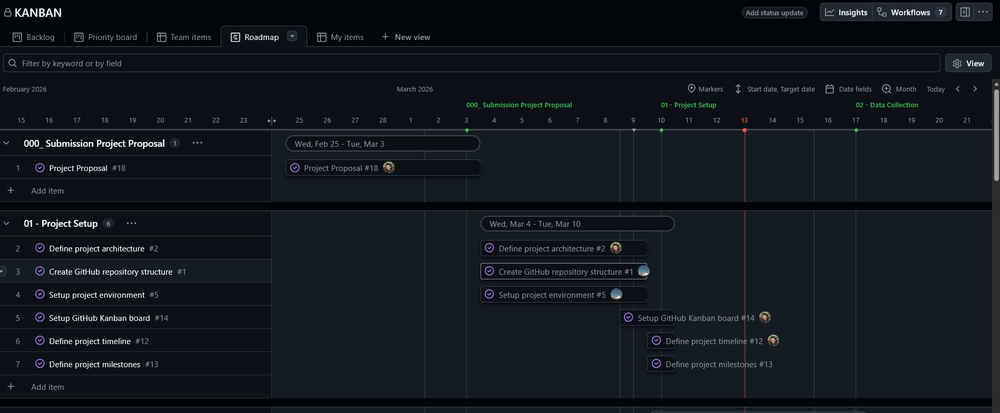 KANBAN
Add status update
Insights
Workflows 7
Backlog
Priority board
Team items
Roadmap
My items
New view
Filter by keyword or by field
View
February 2026
March 2026
Markers
Start date, Target date
Date fields
Month
Today
000_ Submission Project Proposal
01 - Project Setup
02 - Data Collection
15 16 17 18 19 20 21 22 23 25 26 27 28 1 2 3 4 5 6 7 8 9 10 11 12 13 14 15 16 17 18 19 20 21
000_ Submission Project Proposal 1
Wed, Feb 25 - Tue, Mar 3
1 Project Proposal #18
Project Proposal #18
Add item
01 - Project Setup 6
Wed, Mar 4 - Tue, Mar 10
2 Define project architecture #2
Define project architecture #2
3 Create GitHub repository structure #1
Create GitHub repository structure #1
4 Setup project environment #5
Setup project environment #5
5 Setup GitHub Kanban board #14
Setup GitHub Kanban board #14
6 Define project timeline #12
Define project timeline #12
7 Define project milestones #13
Define project milestones #13
Add item